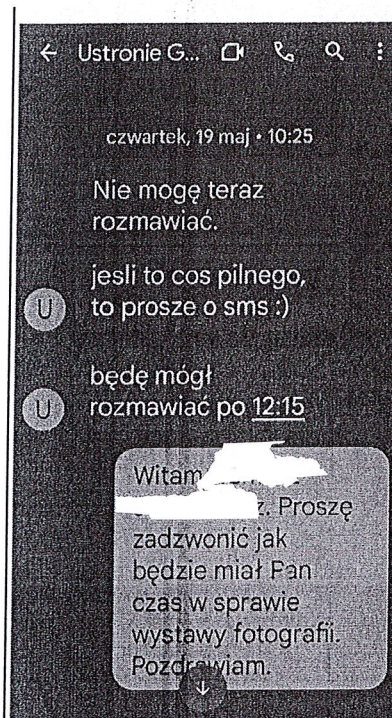 Ustronie G...
czwartek, 19 maj • 10:25
Nie mogę teraz
rozmawiać.
jesli to cos pilnego,
to prosze o sms :)
U
będę mógł
rozmawiać po 12:15
U
Witam
z. Proszę
zadzwonić jak
będzie miał Pan
czas w sprawie
wystawy fotografii.
Pozdrawiam.